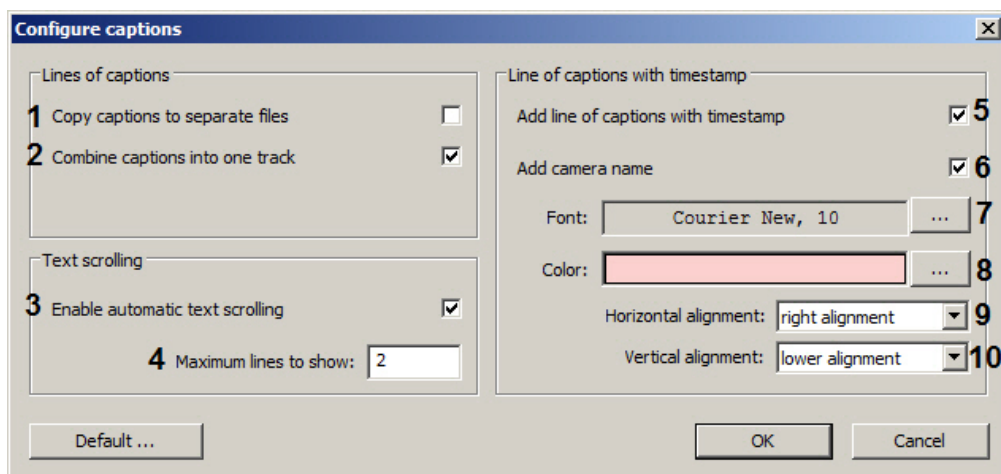 Configure captions
Lines of captions
1 Copy captions to separate files
2 Combine captions into one track
Text scrolling
3 Enable automatic text scrolling
4 Maximum lines to show: 2
Line of captions with timestamp
Add line of captions with timestamp 5
Add camera name 6
Font: Courier New, 10 ... 7
Color: ... 8
Horizontal alignment: right alignment 9
Vertical alignment: lower alignment 10
Default ...
OK
Cancel